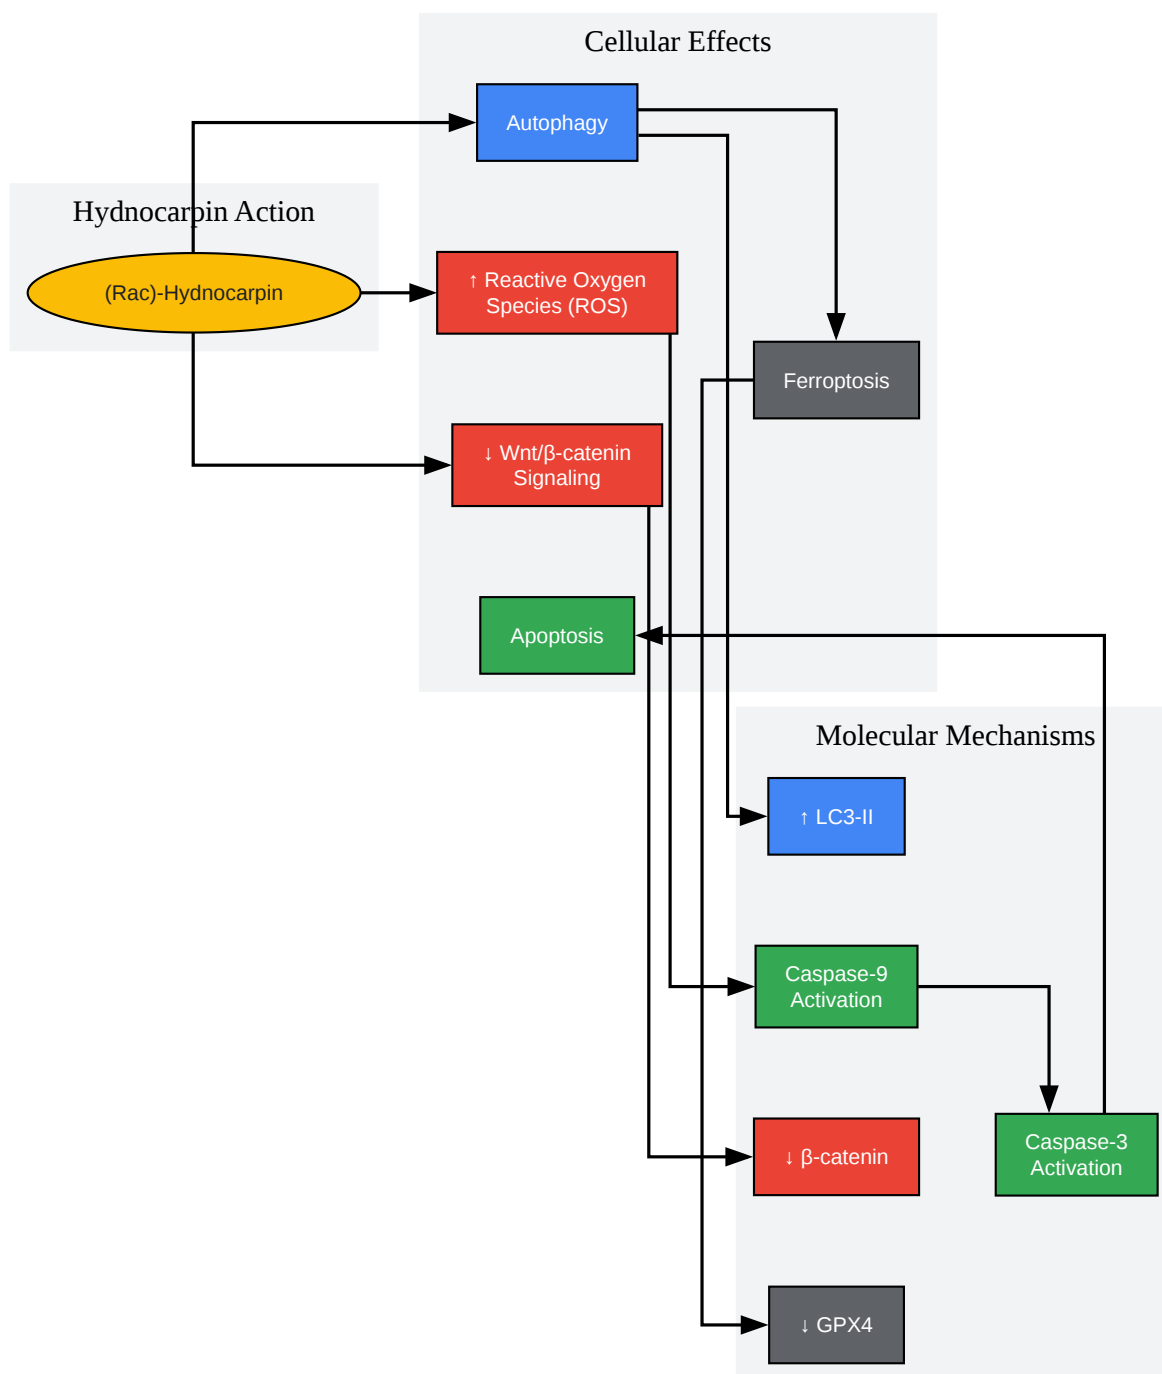 Cellular Effects
Autophagy
Hydnocarpin Action
(Rac)-Hydnocarpin
↑ Reactive Oxygen
Species (ROS)
Ferroptosis
↓ Wnt/β-catenin
Signaling
Apoptosis
Molecular Mechanisms
↑ LC3-II
Caspase-9
Activation
↓ β-catenin
Caspase-3
Activation
↓ GPX4